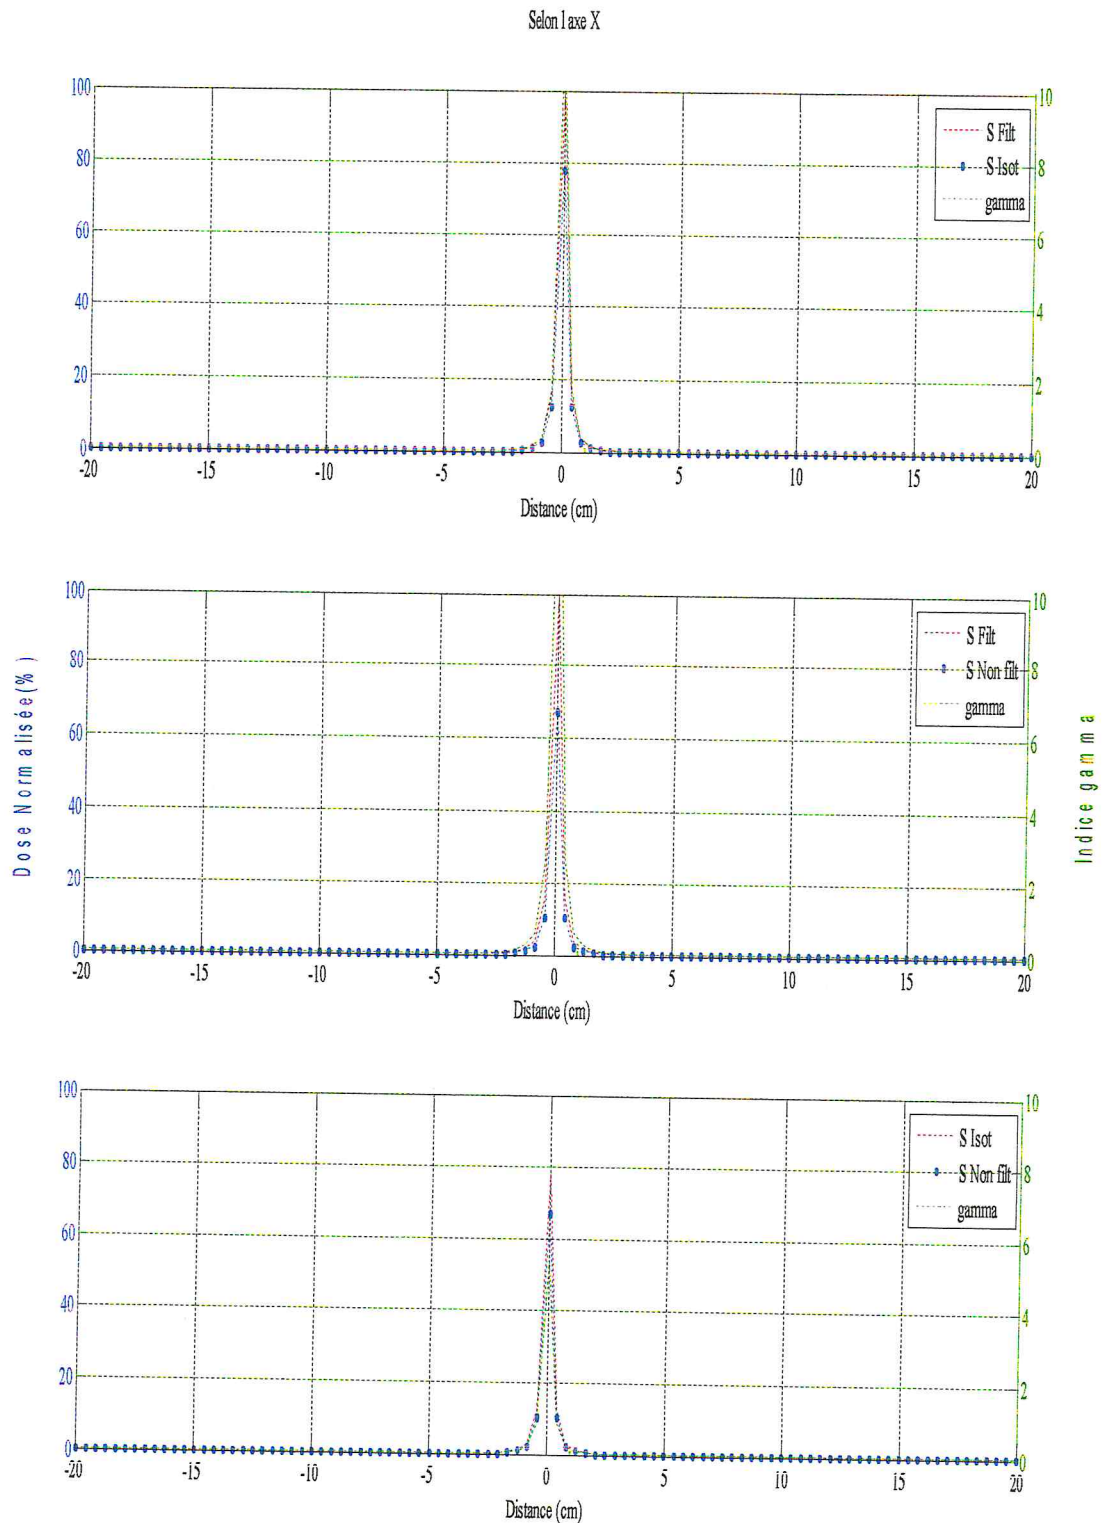 Selon l axe X
100
80
60
40
20
0
10
8
6
4
2
0
S Filt
S Isot
gamma
-20 -15 -10 -5 0 5 10 15 20
Distance (cm)
Dose Normalisée(%)
100
80
60
40
20
0
10
8
6
4
2
0
Indice gamma
S Filt
S Non filt
gamma
-20 -15 -10 -5 0 5 10 15 20
Distance (cm)
100
80
60
40
20
0
10
8
6
4
2
0
S Isot
S Non filt
gamma
-20 -15 -10 -5 0 5 10 15 20
Distance (cm)